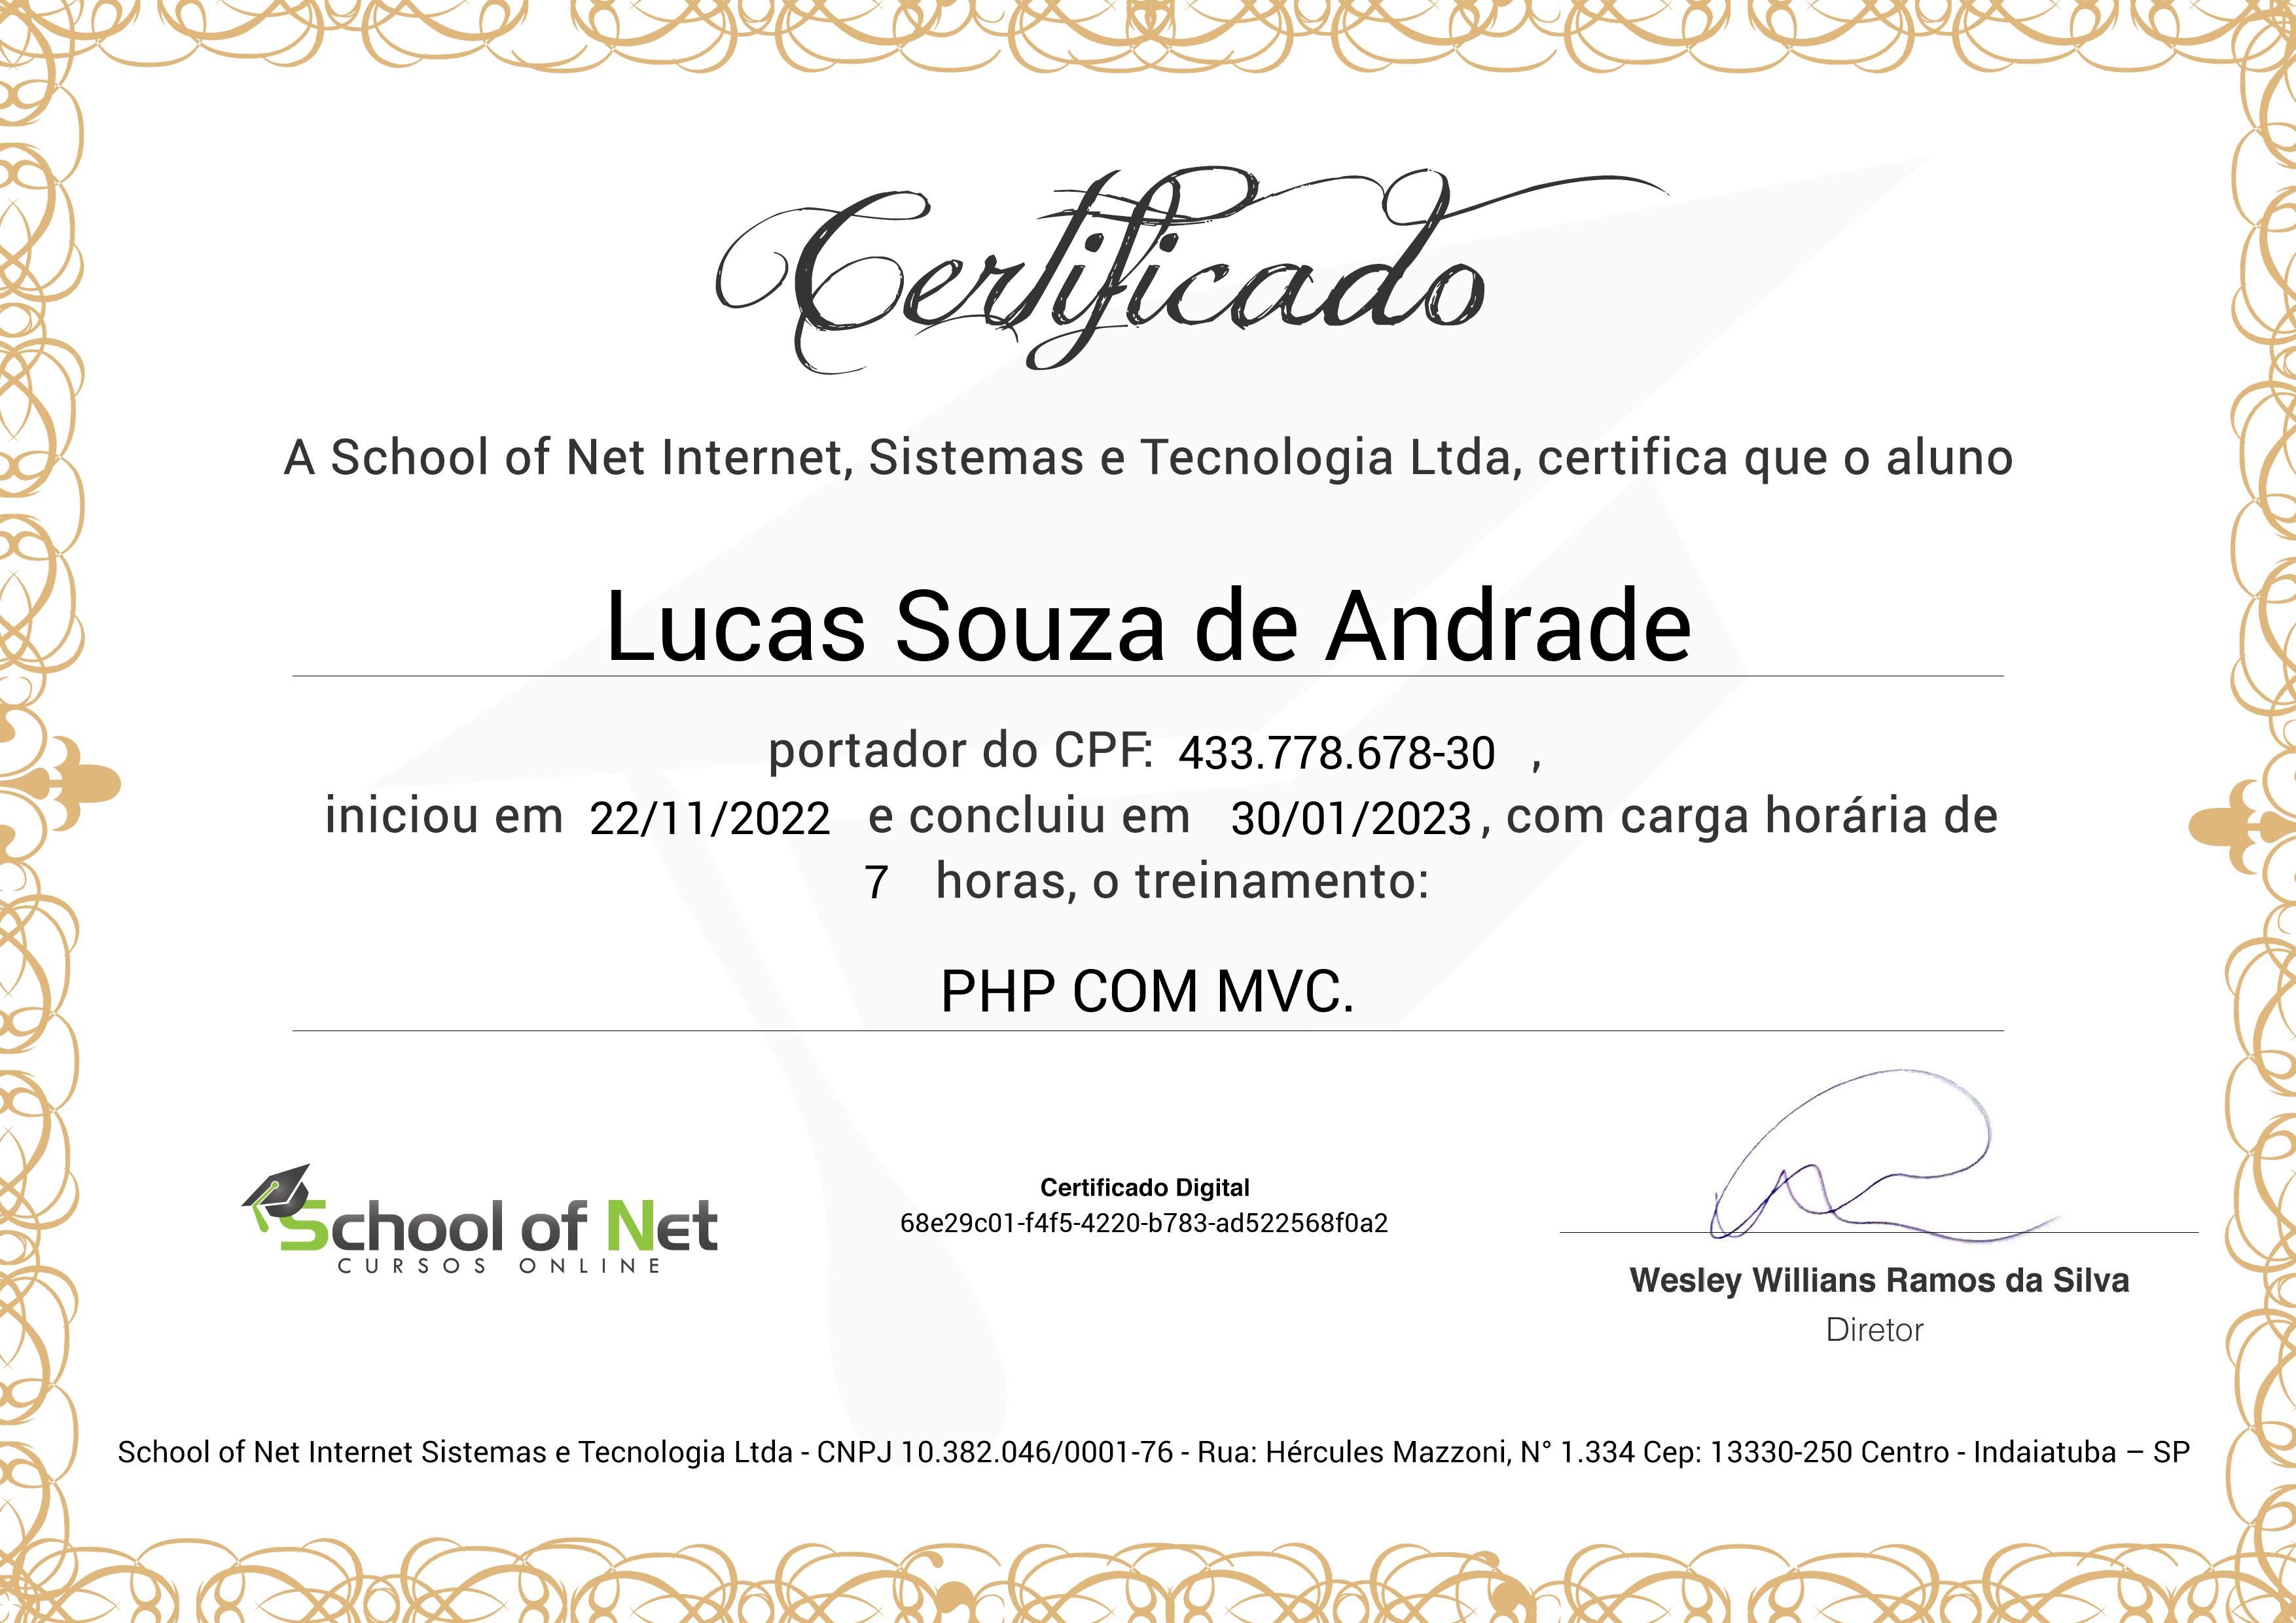 Certificado
A School of Net Internet, Sistemas e Tecnologia Ltda, certifica que o aluno
Lucas Souza de Andrade
portador do CPF: 433.778.678-30 ,
iniciou em 22/11/2022 e concluiu em 30/01/2023, com carga horária de
7 horas, o treinamento:
PHP COM MVC.
School of Net
CURSOS ONLINE
Certificado Digital
68e29c01-f4f5-4220-b783-ad522568f0a2
Wesley Willians Ramos da Silva
Diretor
School of Net Internet Sistemas e Tecnologia Ltda - CNPJ 10.382.046/0001-76 - Rua: Hércules Mazzoni, N° 1.334 Cep: 13330-250 Centro - Indaiatuba – SP